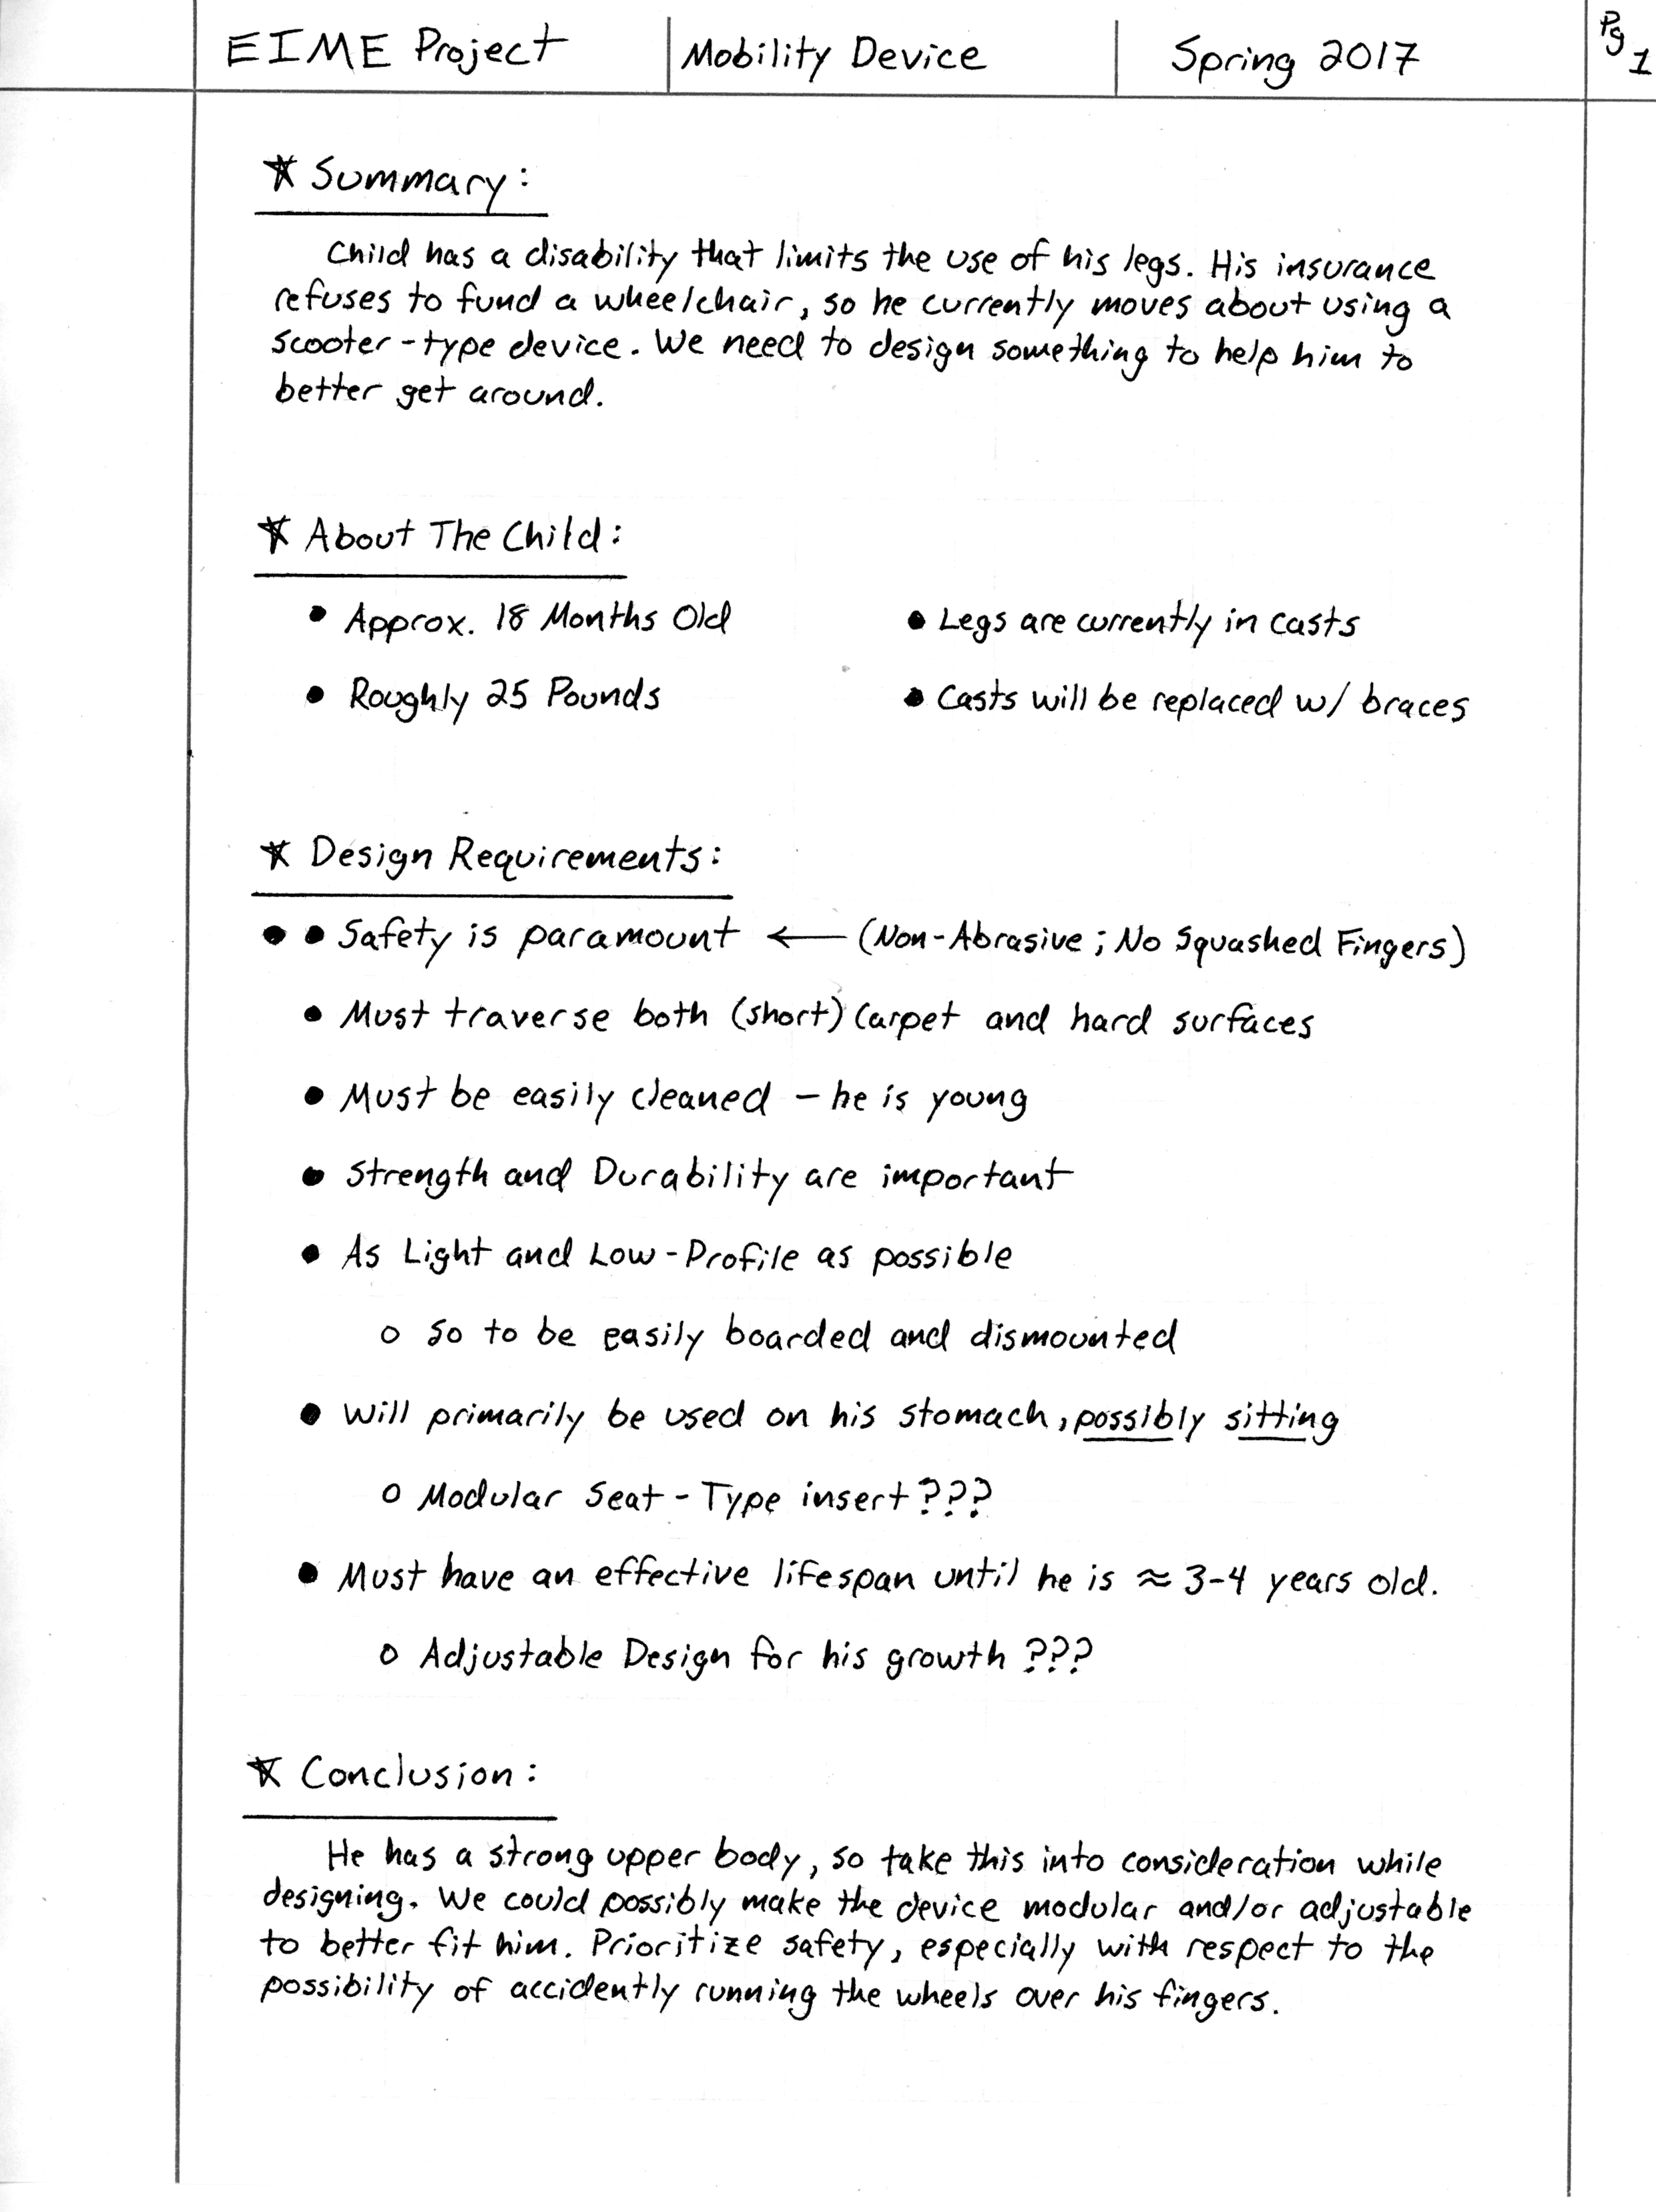 EIME Project | Mobility Device | Spring 2017 Pg 1
* Summary:
Child has a disability that limits the use of his legs. His insurance
refuses to fund a wheelchair, so he currently moves about using a
scooter-type device. We need to design something to help him to
better get around.
* About The Child:
• Approx. 18 Months Old
• Roughly 25 Pounds
• Legs are currently in casts
• Casts will be replaced w/ braces
* Design Requirements:
• • Safety is paramount ← (Non-Abrasive; No Squashed Fingers)
• Must traverse both (short) carpet and hard surfaces
• Must be easily cleaned - he is young
• Strength and Durability are important
• As Light and Low-Profile as possible
o so to be easily boarded and dismounted
• Will primarily be used on his stomach, possibly sitting
o Modular Seat-Type insert???
• Must have an effective lifespan until he is ≈ 3-4 years old.
o Adjustable Design for his growth???
* Conclusion:
He has a strong upper body, so take this into consideration while
designing. We could possibly make the device modular and/or adjustable
to better fit him. Prioritize safety, especially with respect to the
possibility of accidently running the wheels over his fingers.